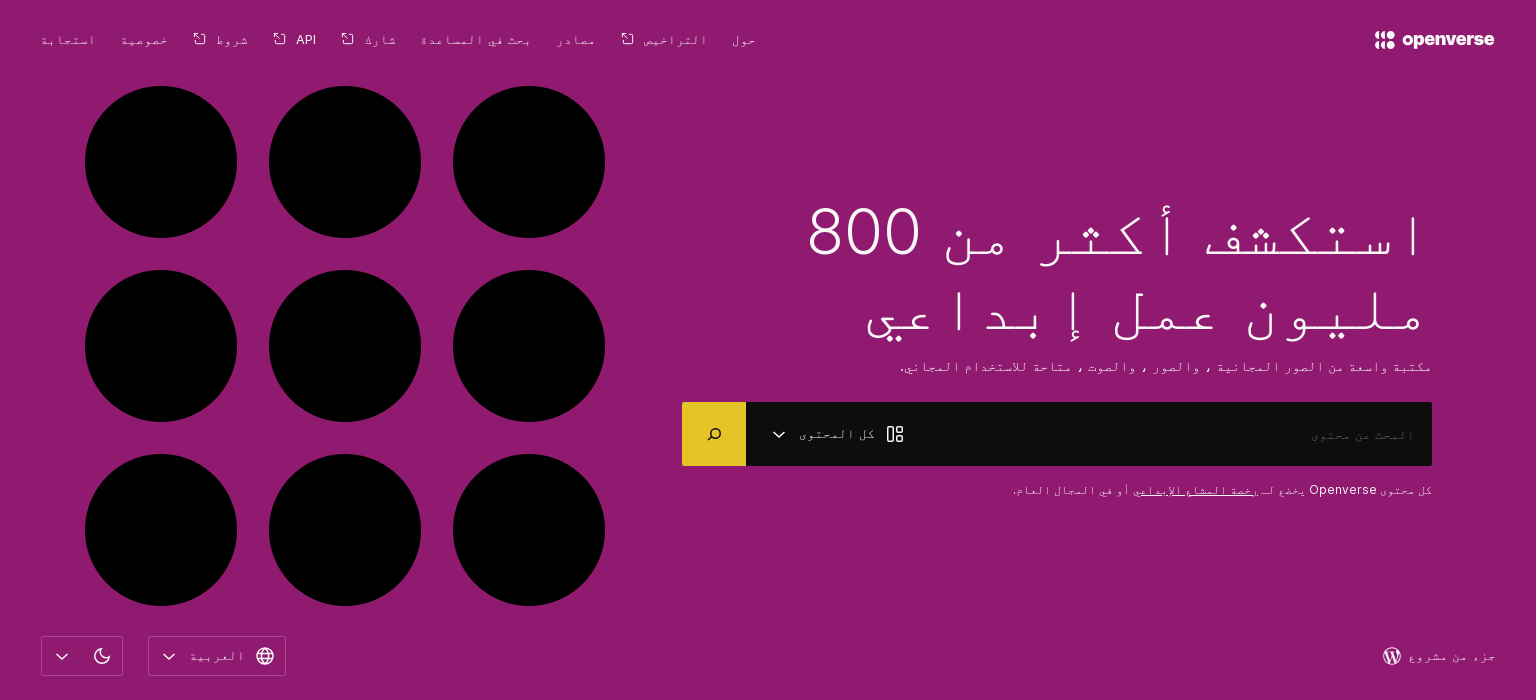 openverse
حول
التراخيص
مصادر
بحث في المساعدة
شارك
API
شروط
خصوصية
استجابة
استكشف أكثر من 800
مليون عمل إبداعي
مكتبة واسعة من الصور المجانية ، والصور ، والصوت ، متاحة للاستخدام المجاني.
البحث عن محتوى
كل المحتوى
كل محتوى Openverse يخضع لـ رخصة المشاع الإبداعي أو في المجال العام.
جزء من مشروع
العربية